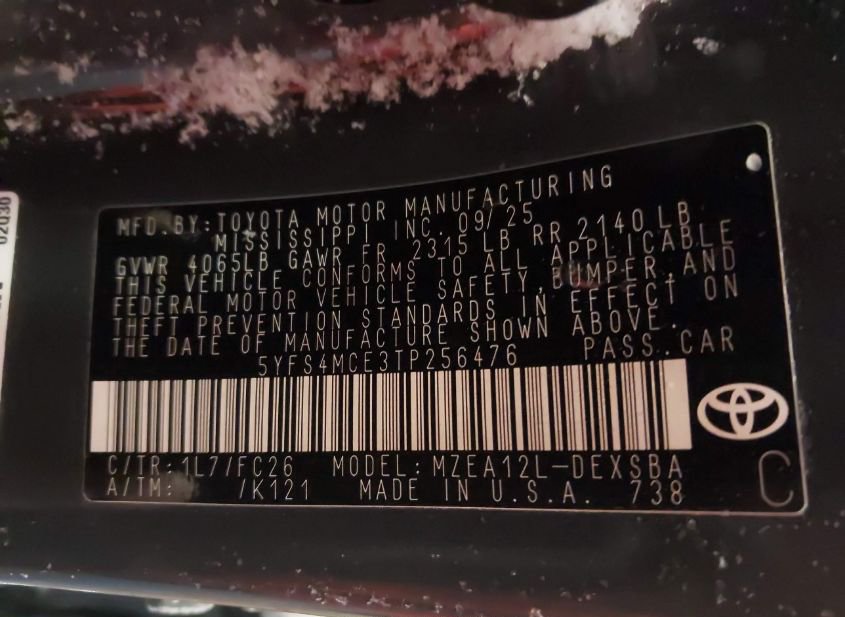 02Q30
MFD.BY:TOYOTA MOTOR MANUFACTURING
MISSISSIPPI INC. 09/25
GVWR 4065LB GAWR FR 2315 LB RR 2140 LB
THIS VEHICLE CONFORMS TO ALL APPLICABLE
FEDERAL MOTOR VEHICLE SAFETY,BUMPER,AND
THEFT PREVENTION STANDARDS IN EFFECT ON
THE DATE OF MANUFACTURE SHOWN ABOVE.
5YFS4MCE3TP256476 PASS.CAR
C/TR:1L7/FC26 MODEL:MZEA12L-DEXSBA
A/TM: /K121 MADE IN U.S.A. 738
C